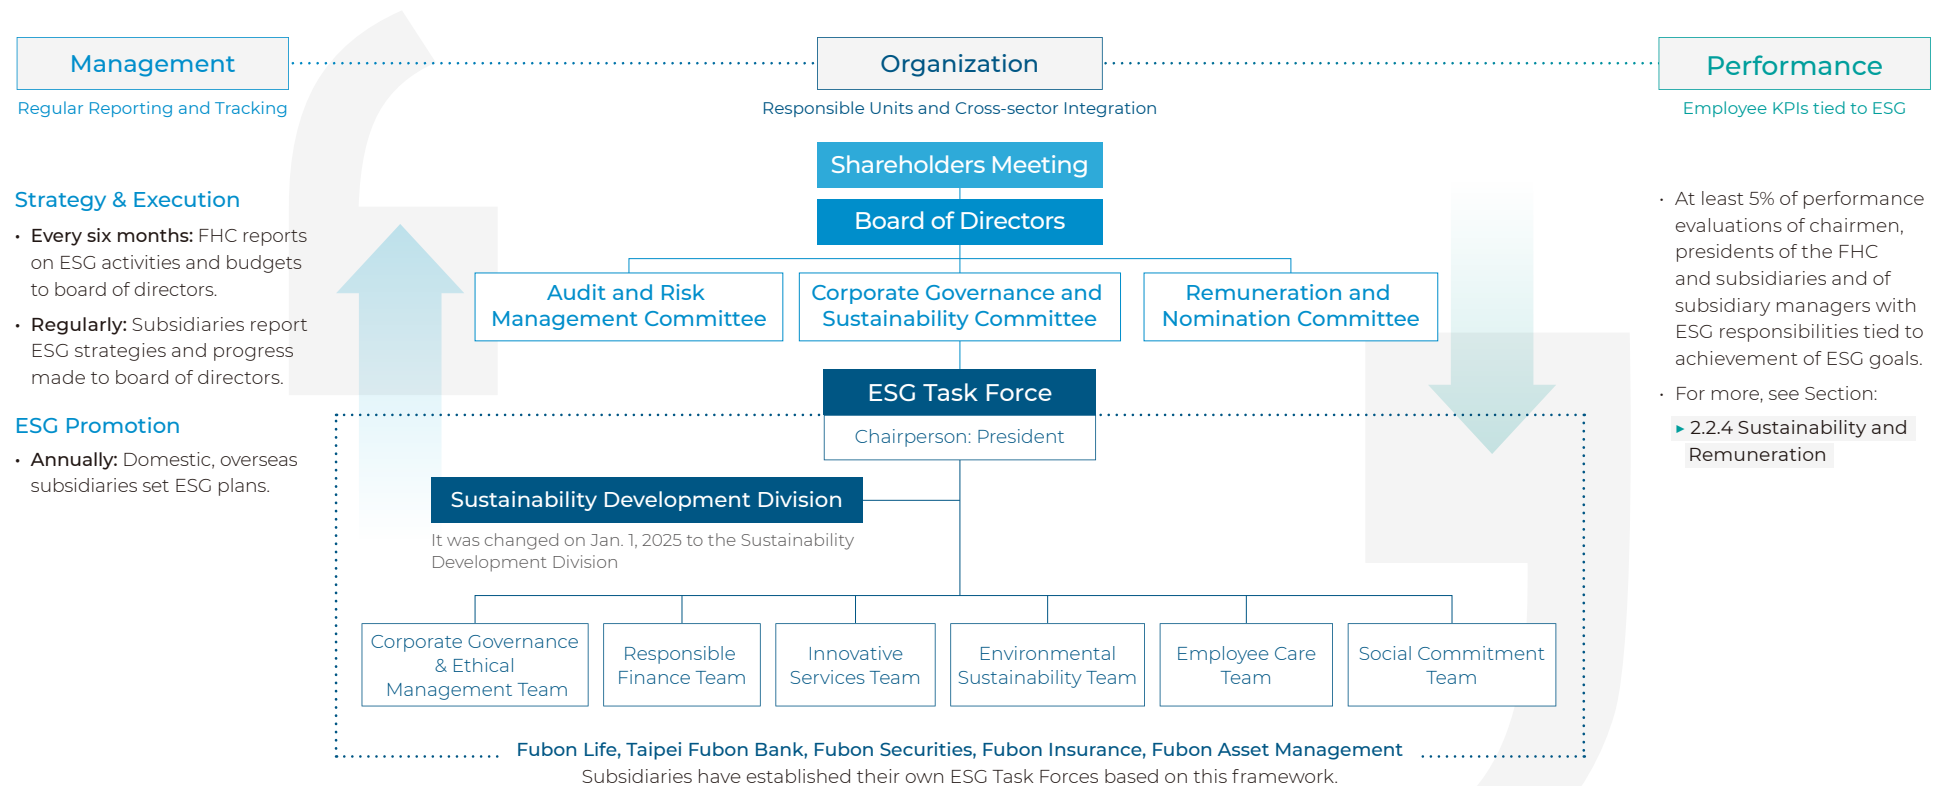 Management
Regular Reporting and Tracking
Organization
Responsible Units and Cross-sector Integration
Performance
Employee KPIs tied to ESG
Strategy & Execution
• Every six months: FHC reports
on ESG activities and budgets
to board of directors.
• Regularly: Subsidiaries report
ESG strategies and progress
made to board of directors.
ESG Promotion
• Annually: Domestic, overseas
subsidiaries set ESG plans.
Shareholders Meeting
Board of Directors
Audit and Risk
Management Committee
Corporate Governance and
Sustainability Committee
Remuneration and
Nomination Committee
ESG Task Force
Chairperson: President
Sustainability Development Division
It was changed on Jan. 1, 2025 to the Sustainability
Development Division
Corporate Governance
& Ethical
Management Team
Responsible
Finance Team
Innovative
Services Team
Environmental
Sustainability Team
Employee Care
Team
Social Commitment
Team
Fubon Life, Taipei Fubon Bank, Fubon Securities, Fubon Insurance, Fubon Asset Management
Subsidiaries have established their own ESG Task Forces based on this framework.
• At least 5% of performance
evaluations of chairmen,
presidents of the FHC
and subsidiaries and of
subsidiary managers with
ESG responsibilities tied to
achievement of ESG goals.
• For more, see Section:
▸ 2.2.4 Sustainability and
Remuneration